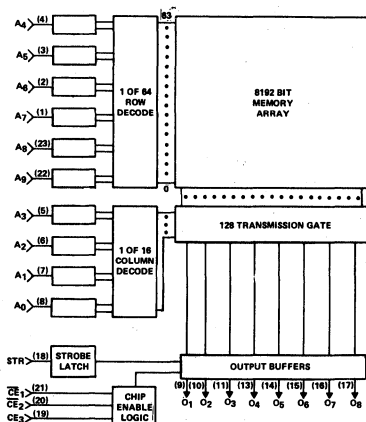 A4 (4)
63
A5 (3)
A6 (2)
1 OF 64
ROW
DECODE
8192 BIT
MEMORY
ARRAY
A7 (1)
A8 (23)
A9 (22)
0
A3 (5)
A2 (6)
1 OF 16
COLUMN
DECODE
128 TRANSMISSION GATE
A1 (7)
A0 (8)
STR (18)
STROBE
LATCH
OUTPUT BUFFERS
(9) (10) (11) (13) (14) (15) (16) (17)
O1 O2 O3 O4 O5 O6 O7 O8
C̅E̅1 (21)
C̅E̅2 (20)
CE3 (19)
CHIP
ENABLE
LOGIC